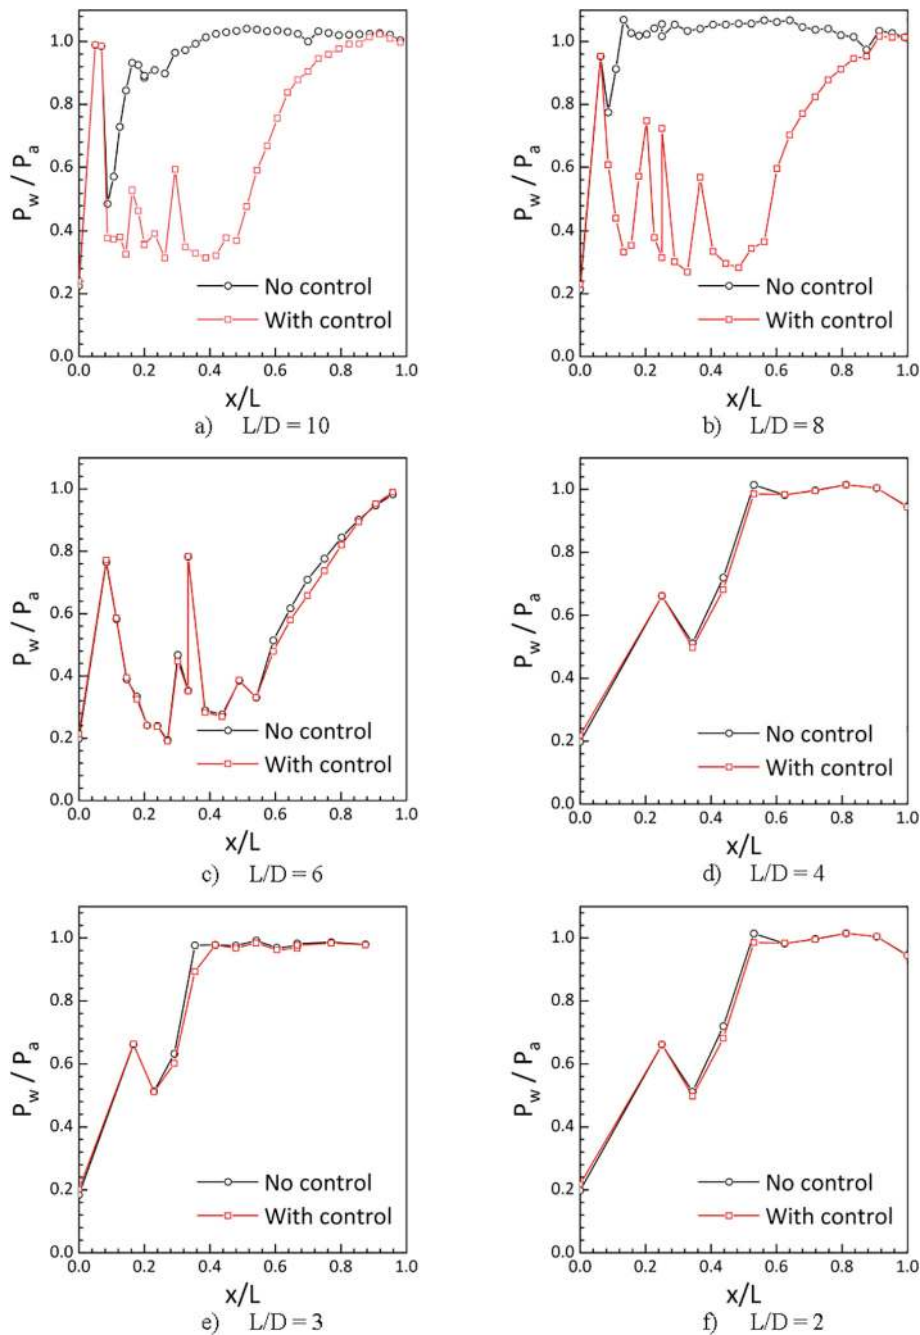 1.0
0.8
0.6
0.4
0.2
0.0
P_w / P_a
No control
With control
0.0 0.2 0.4 0.6 0.8 1.0
x/L
a) L/D = 10
1.0
0.8
0.6
0.4
0.2
0.0
P_w / P_a
No control
With control
0.0 0.2 0.4 0.6 0.8 1.0
x/L
b) L/D = 8
1.0
0.8
0.6
0.4
0.2
0.0
P_w / P_a
No control
With control
0.0 0.2 0.4 0.6 0.8 1.0
x/L
c) L/D = 6
1.0
0.8
0.6
0.4
0.2
0.0
P_w / P_a
No control
With control
0.0 0.2 0.4 0.6 0.8 1.0
x/L
d) L/D = 4
1.0
0.8
0.6
0.4
0.2
0.0
P_w / P_a
No control
With control
0.0 0.2 0.4 0.6 0.8 1.0
x/L
e) L/D = 3
1.0
0.8
0.6
0.4
0.2
0.0
P_w / P_a
No control
With control
0.0 0.2 0.4 0.6 0.8 1.0
x/L
f) L/D = 2